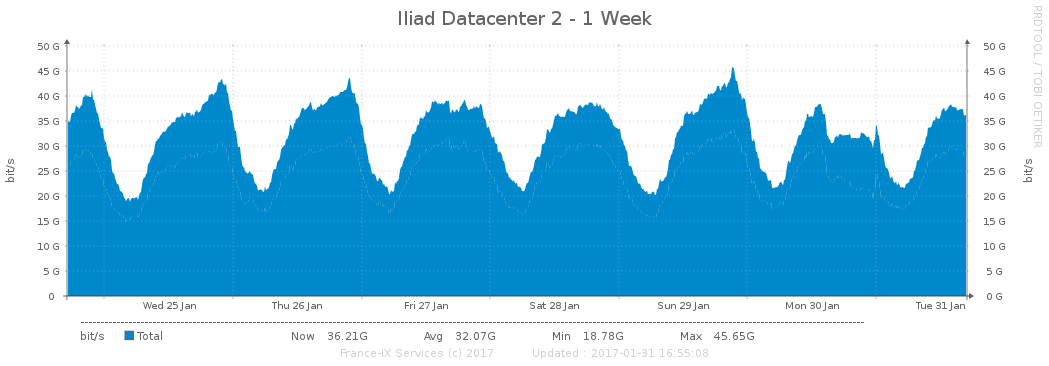 Iliad Datacenter 2 - 1 Week
RRDTOOL / TOBI OETIKER
50 G 50 G
45 G 45 G
40 G 40 G
35 G 35 G
30 G 30 G
25 G 25 G
20 G 20 G
15 G 15 G
10 G 10 G
5 G 5 G
0 0 G
bit/s
bit/s
Wed 25 Jan Thu 26 Jan Fri 27 Jan Sat 28 Jan Sun 29 Jan Mon 30 Jan Tue 31 Jan
bit/s Total Now 36.21G Avg 32.07G Min 18.78G Max 45.65G
France-IX Services (c) 2017 Updated : 2017-01-31 16:55:08